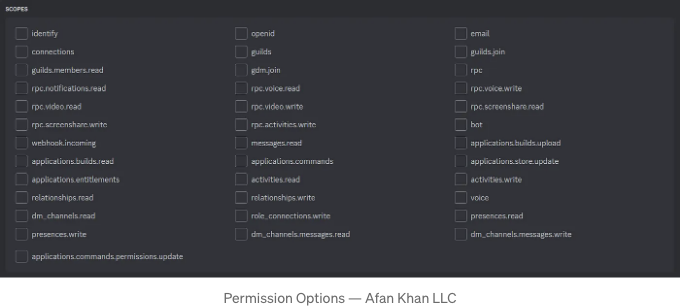 SCOPES
identify openid email
connections guilds guilds.join
guilds.members.read gdm.join rpc
rpc.notifications.read rpc.voice.read rpc.voice.write
rpc.video.read rpc.video.write rpc.screenshare.read
rpc.screenshare.write rpc.activities.write bot
webhook.incoming messages.read applications.builds.upload
applications.builds.read applications.commands applications.store.update
applications.entitlements activities.read activities.write
relationships.read relationships.write voice
dm_channels.read role_connections.write presences.read
presences.write dm_channels.messages.read dm_channels.messages.write
applications.commands.permissions.update
Permission Options — Afan Khan LLC